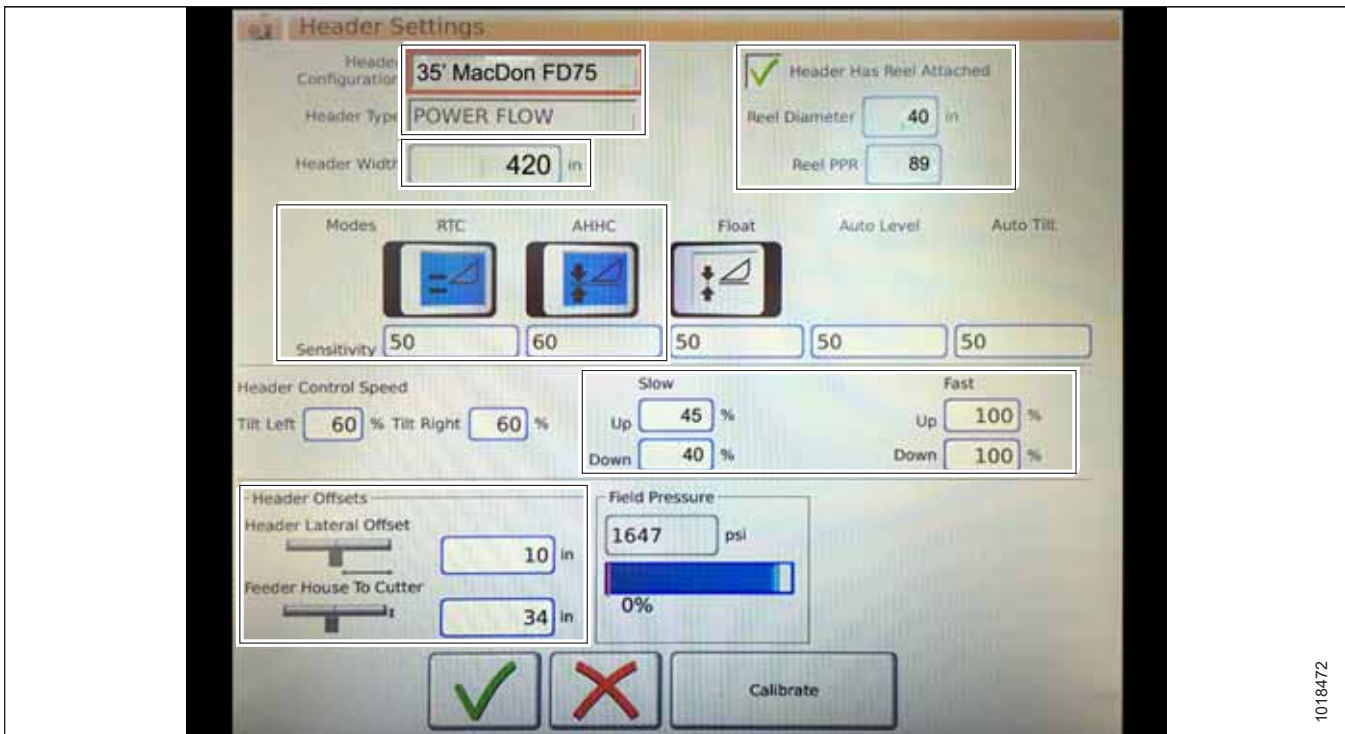 Header Settings
Header
Configuration
35' MacDon FD75
Header Type
POWER FLOW
Header Width
420 in
Header Has Reel Attached
Reel Diameter 40 in
Reel PPR 89
Modes RTC AHHC Float Auto Level Auto Tilt
Sensitivity 50 60 50 50 50
Header Control Speed
Tilt Left 60 % Tilt Right 60 %
Slow
Up 45 %
Down 40 %
Fast
Up 100 %
Down 100 %
Header Offsets
Header Lateral Offset
10 in
Feeder House To Cutter
34 in
Field Pressure
1647 psi
0%
Calibrate
1018472